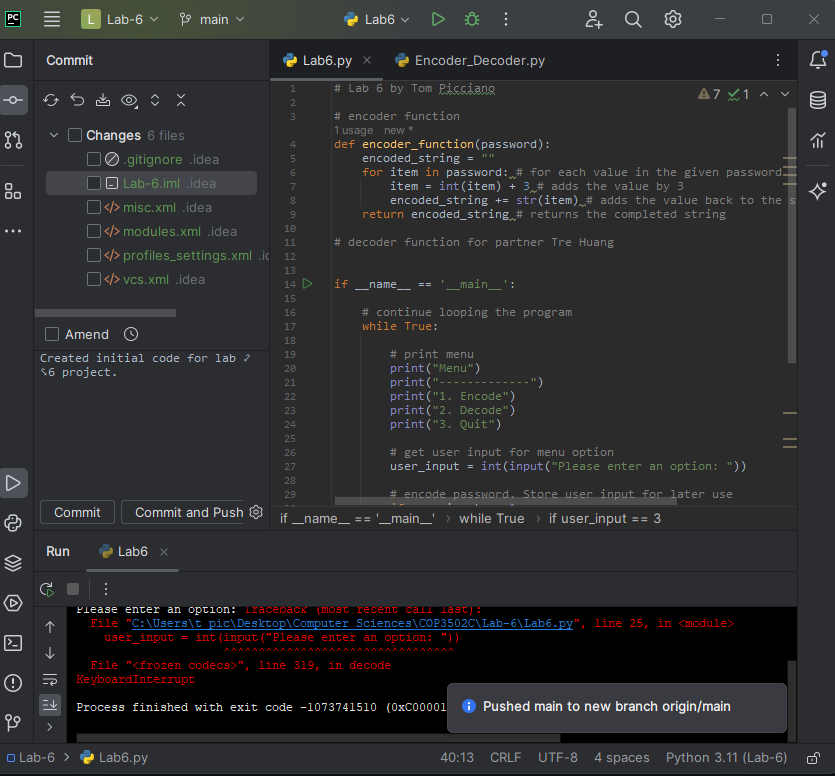 PC
L Lab-6
main
Lab6
Commit
Lab6.py
Encoder_Decoder.py
7 1
Changes 6 files
.gitignore .idea
Lab-6.iml .idea
misc.xml .idea
modules.xml .idea
profiles_settings.xml
vcs.xml .idea
Amend
Created initial code for lab
6 project.
Commit
Commit and Push
1 # Lab 6 by Tom Picciano
2
3 # encoder function
1 usage new *
4 def encoder_function(password):
5 encoded_string = ""
6 for item in password: # for each value in the given password
7 item = int(item) + 3 # adds the value by 3
8 encoded_string += str(item) # adds the value back to the s
9 return encoded_string # returns the completed string
10
11 # decoder function for partner Tre Huang
12
13
14 if __name__ == '__main__':
15
16 # continue looping the program
17 while True:
18
19 # print menu
20 print("Menu")
21 print("-------------")
22 print("1. Encode")
23 print("2. Decode")
24 print("3. Quit")
25
26 # get user input for menu option
27 user_input = int(input("Please enter an option: "))
28
29 # encode password. Store user input for later use
if __name__ == '__main__' › while True › if user_input == 3
Run
Lab6
Please enter an option: Traceback (most recent call last):
File "C:\Users\t_pic\Desktop\Computer Sciences\COP3502C\Lab-6\Lab6.py", line 25, in <module>
user_input = int(input("Please enter an option: "))
^^^^^^^^^^^^^^^^^^^^^^^^^^^^^^^^^
File "<frozen codecs>", line 319, in decode
KeyboardInterrupt
Process finished with exit code -1073741510 (0xC00001
Pushed main to new branch origin/main
Lab-6 › Lab6.py
40:13 CRLF UTF-8 4 spaces Python 3.11 (Lab-6)